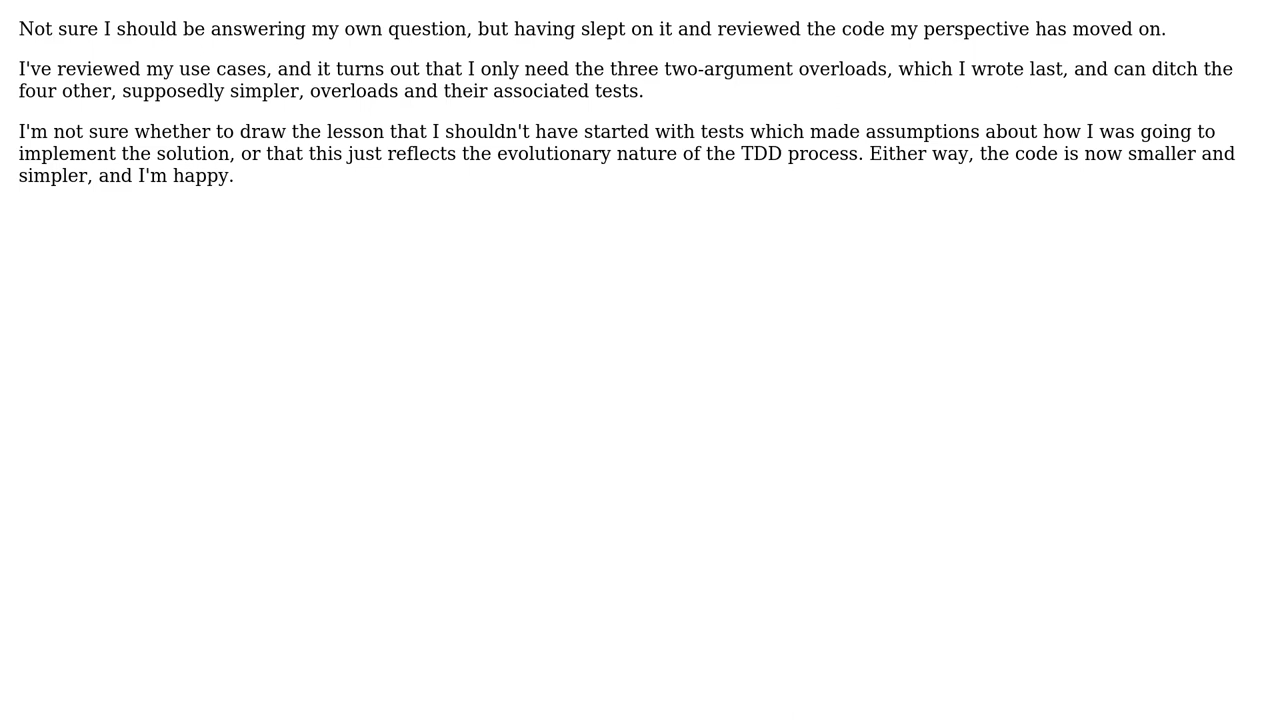 Not sure I should be answering my own question, but having slept on it and reviewed the code my perspective has moved on.
I've reviewed my use cases, and it turns out that I only need the three two-argument overloads, which I wrote last, and can ditch the
four other, supposedly simpler, overloads and their associated tests.
I'm not sure whether to draw the lesson that I shouldn't have started with tests which made assumptions about how I was going to
implement the solution, or that this just reflects the evolutionary nature of the TDD process. Either way, the code is now smaller and
simpler, and I'm happy.